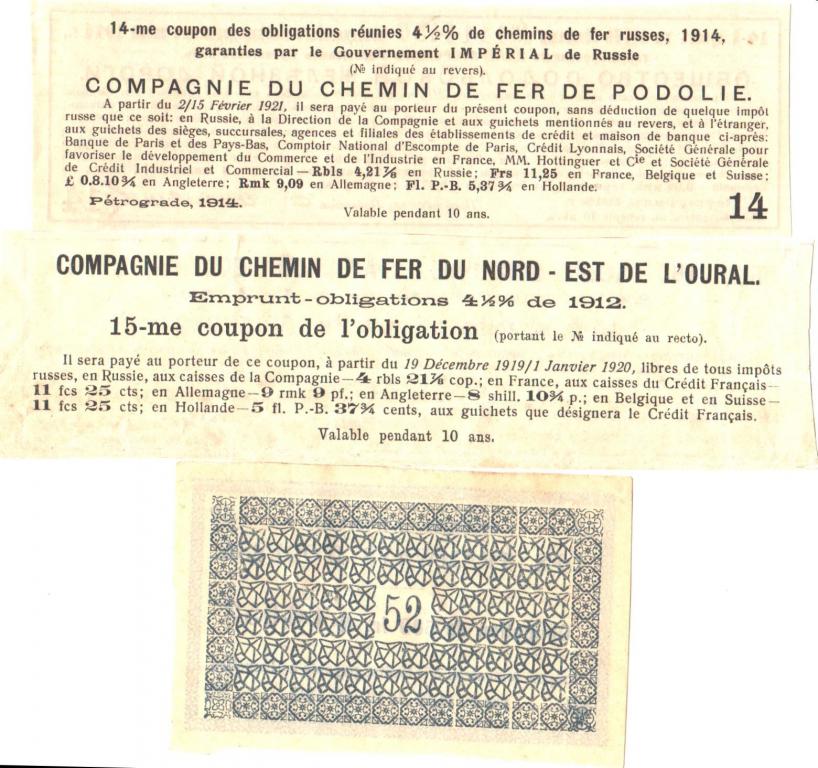 14-me coupon des obligations réunies 4½% de chemins de fer russes, 1914,
garanties par le Gouvernement IMPÉRIAL de Russie
(№ indiqué au revers).
COMPAGNIE DU CHEMIN DE FER DE PODOLIE.
A partir du 2/15 Février 1921, il sera payé au porteur du présent coupon, sans déduction de quelque impôt
russe que ce soit: en Russie, à la Direction de la Compagnie et aux guichets mentionnés au revers, et à l'étranger,
aux guichets des sièges, succursales, agences et filiales des établissements de crédit et maison de banque ci-après:
Banque de Paris et des Pays-Bas, Comptoir National d'Escompte de Paris, Crédit Lyonnais, Société Générale pour
favoriser le développement du Commerce et de l'Industrie en France, MM. Hottinguer et Cie et Société Générale
de Crédit Industriel et Commercial—Rbls 4,21⅞ en Russie; Frs 11,25 en France, Belgique et Suisse;
£ 0.8.10¾ en Angleterre; Rmk 9,09 en Allemagne; Fl. P.-B. 5,37¾ en Hollande.
Pétrograde, 1914.
Valable pendant 10 ans.
14
COMPAGNIE DU CHEMIN DE FER DU NORD - EST DE L'OURAL.
Emprunt-obligations 4½% de 1912.
15-me coupon de l'obligation (portant le № indiqué au recto).
Il sera payé au porteur de ce coupon, à partir du 19 Décembre 1919/1 Janvier 1920, libres de tous impôts
russes, en Russie, aux caisses de la Compagnie—4 rbls 21⅞ cop.; en France, aux caisses du Crédit Français—
11 fcs 25 cts; en Allemagne—9 rmk 9 pf.; en Angleterre—8 shill. 10¾ p.; en Belgique et en Suisse—
11 fcs 25 cts; en Hollande—5 fl. P.-B. 37¾ cents, aux guichets que désignera le Crédit Français.
Valable pendant 10 ans.
52